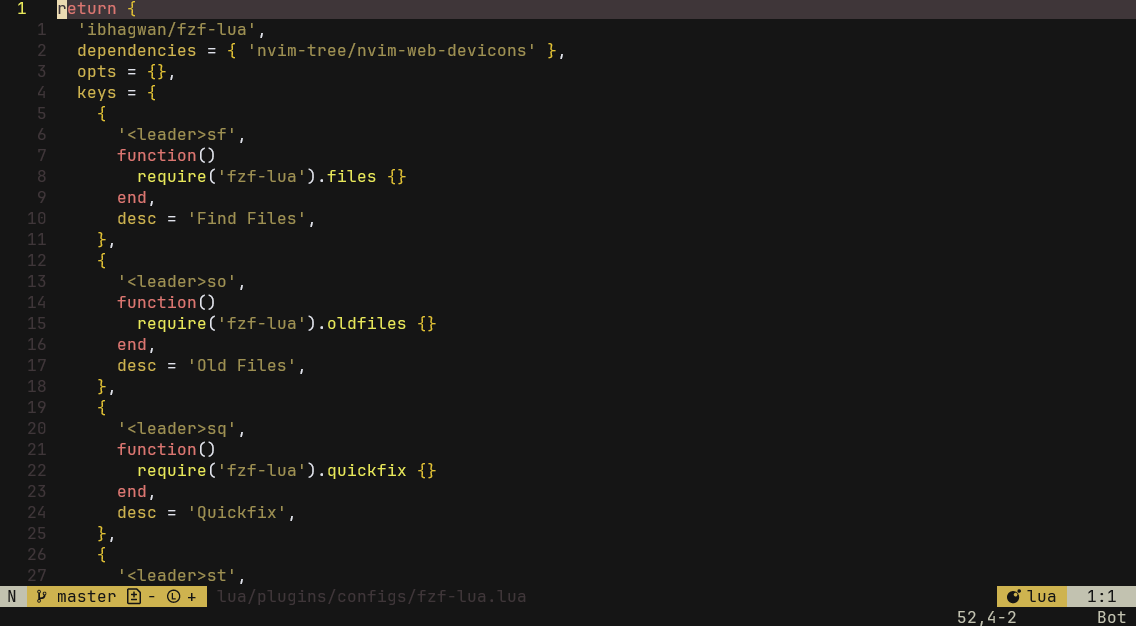 1 return {
1 'ibhagwan/fzf-lua',
2 dependencies = { 'nvim-tree/nvim-web-devicons' },
3 opts = {},
4 keys = {
5 {
6 '<leader>sf',
7 function()
8 require('fzf-lua').files {}
9 end,
10 desc = 'Find Files',
11 },
12 {
13 '<leader>so',
14 function()
15 require('fzf-lua').oldfiles {}
16 end,
17 desc = 'Old Files',
18 },
19 {
20 '<leader>sq',
21 function()
22 require('fzf-lua').quickfix {}
23 end,
24 desc = 'Quickfix',
25 },
26 {
27 '<leader>st',
N master - Ⓛ + lua/plugins/configs/fzf-lua.lua lua 1:1
52,4-2 Bot